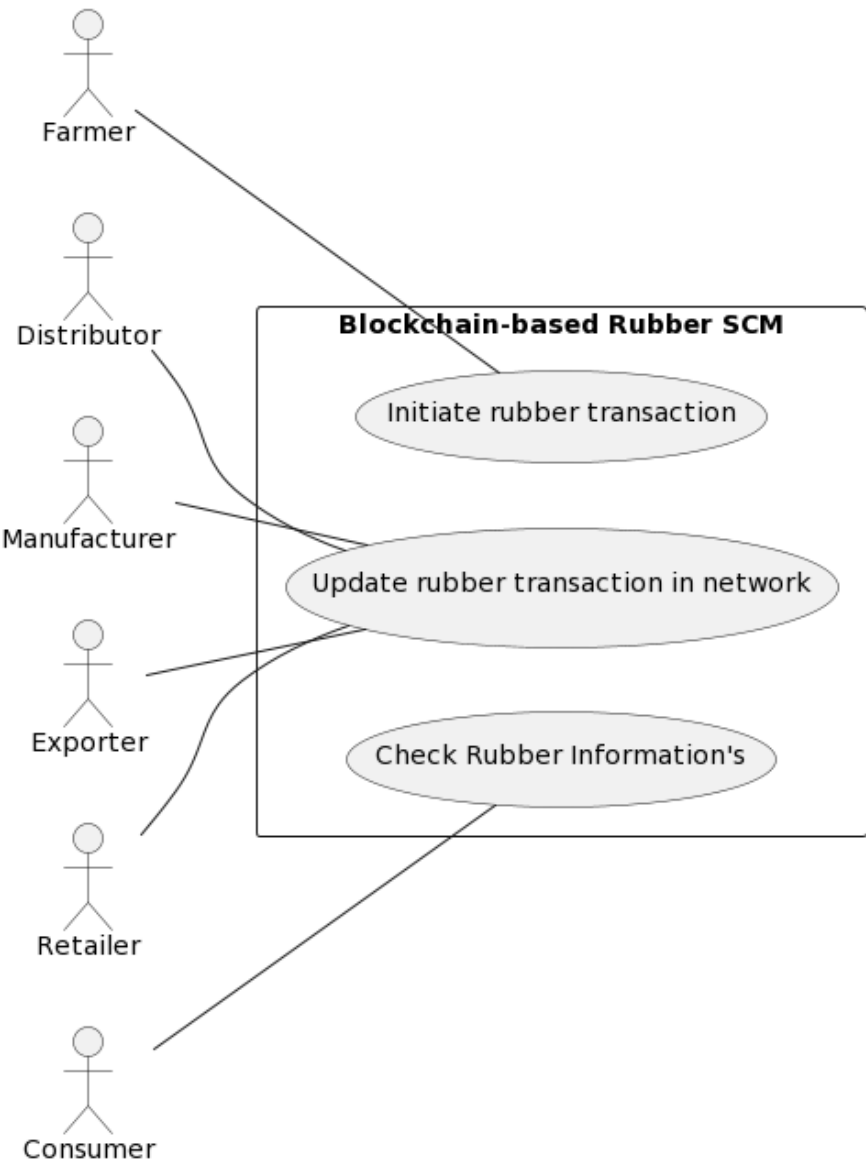 Farmer
Distributor
Blockchain-based Rubber SCM
Initiate rubber transaction
Manufacturer
Update rubber transaction in network
Exporter
Check Rubber Information's
Retailer
Consumer